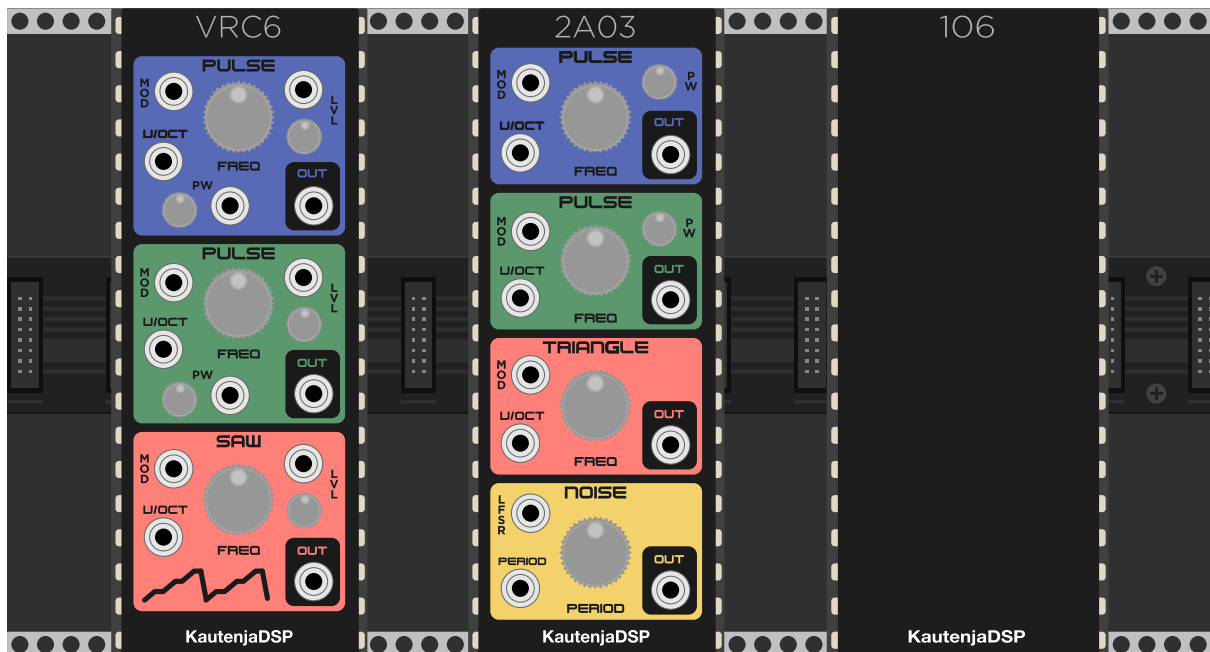 VRC6
PULSE
MOD
LVL
V/OCT
FREQ
PW
OUT
PULSE
MOD
LVL
V/OCT
FREQ
PW
OUT
SAW
MOD
LVL
V/OCT
FREQ
OUT
KautenjaDSP
2A03
PULSE
MOD
PW
V/OCT
OUT
FREQ
PULSE
MOD
PW
V/OCT
OUT
FREQ
TRIANGLE
MOD
V/OCT
OUT
FREQ
NOISE
LFSR
PERIOD
OUT
PERIOD
KautenjaDSP
106
KautenjaDSP